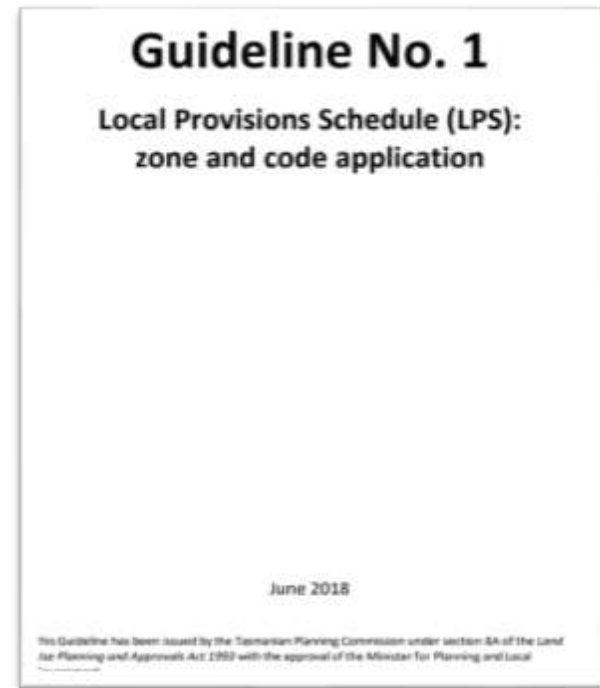 Guideline No. 1
Local Provisions Schedule (LPS):
zone and code application
June 2018
This Guideline has been issued by the Tasmanian Planning Commission under section 8A of the Land
Use Planning and Approvals Act 1993 with the approval of the Minister for Planning and Local